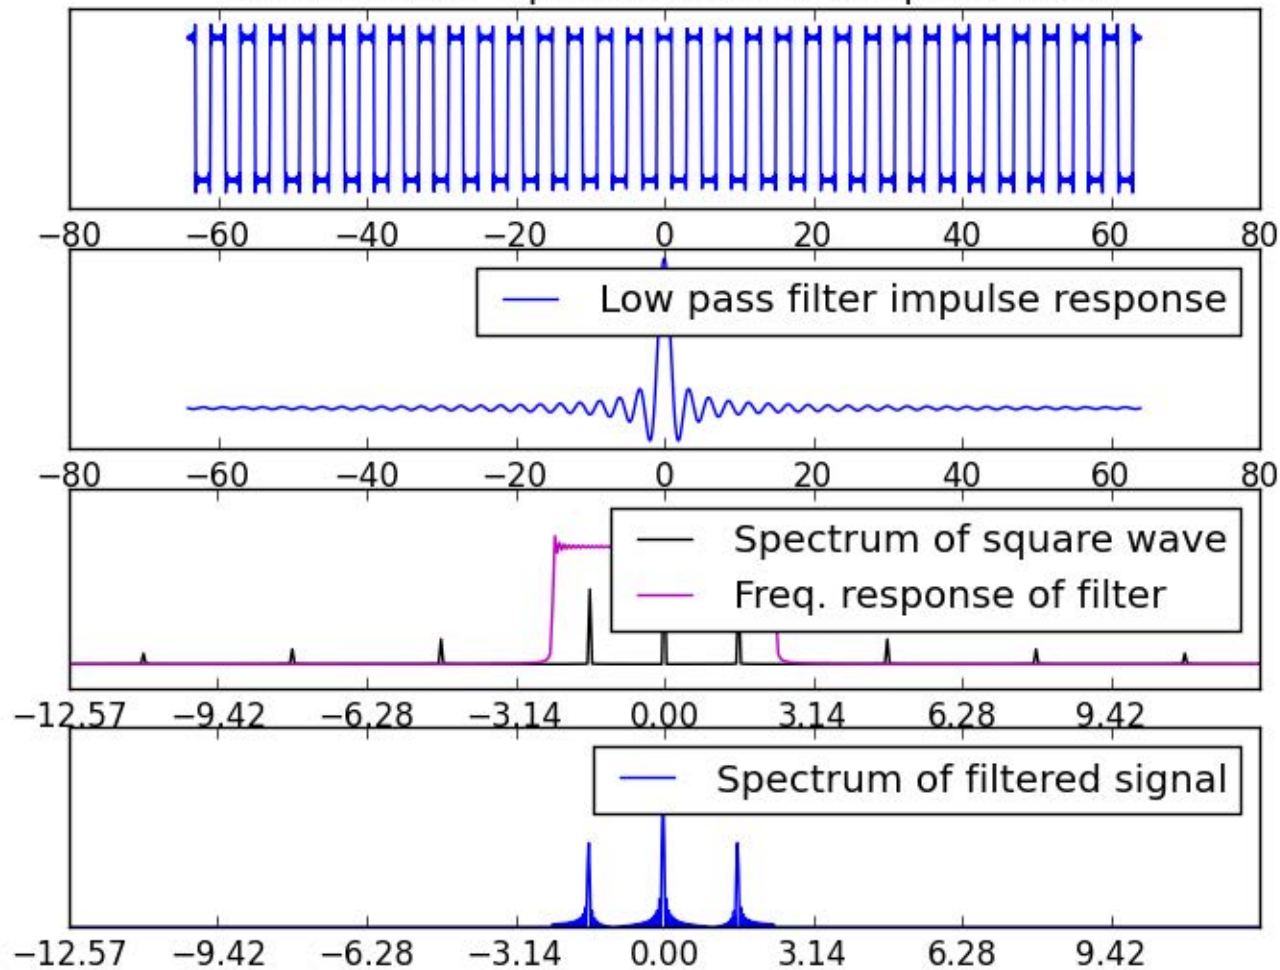 −80 −60 −40 −20 0 20 40 60 80
Low pass filter impulse response
−80 −60 −40 −20 0 20 40 60 80
Spectrum of square wave
Freq. response of filter
−12.57 −9.42 −6.28 −3.14 0.00 3.14 6.28 9.42
Spectrum of filtered signal
−12.57 −9.42 −6.28 −3.14 0.00 3.14 6.28 9.42